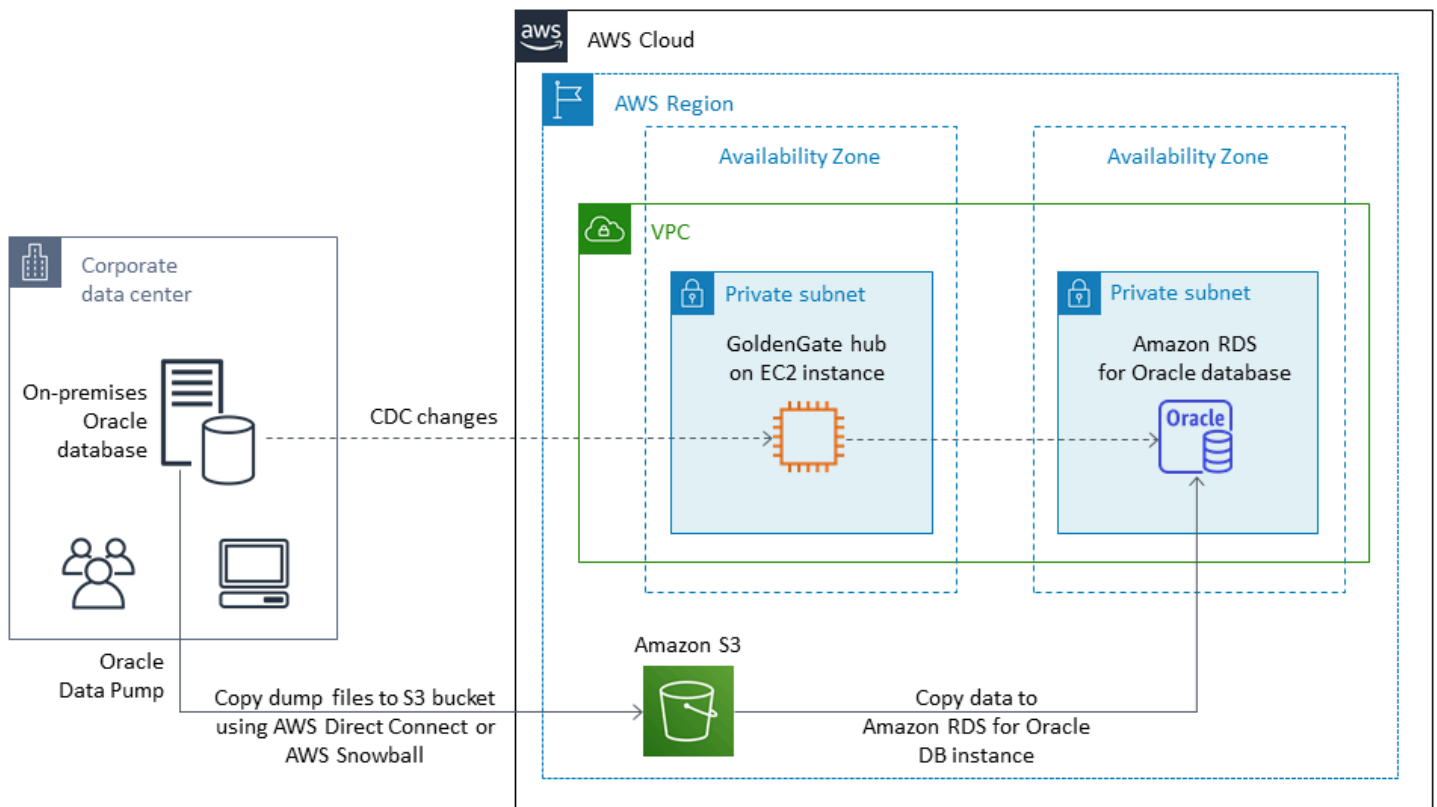 aws
AWS Cloud
AWS Region
Availability Zone
Availability Zone
VPC
Corporate
data center
Private subnet
Private subnet
GoldenGate hub
on EC2 instance
Amazon RDS
for Oracle database
On-premises
Oracle
database
CDC changes
Oracle
Oracle
Data Pump
Copy dump files to S3 bucket
using AWS Direct Connect or
AWS Snowball
Amazon S3
Copy data to
Amazon RDS for Oracle
DB instance